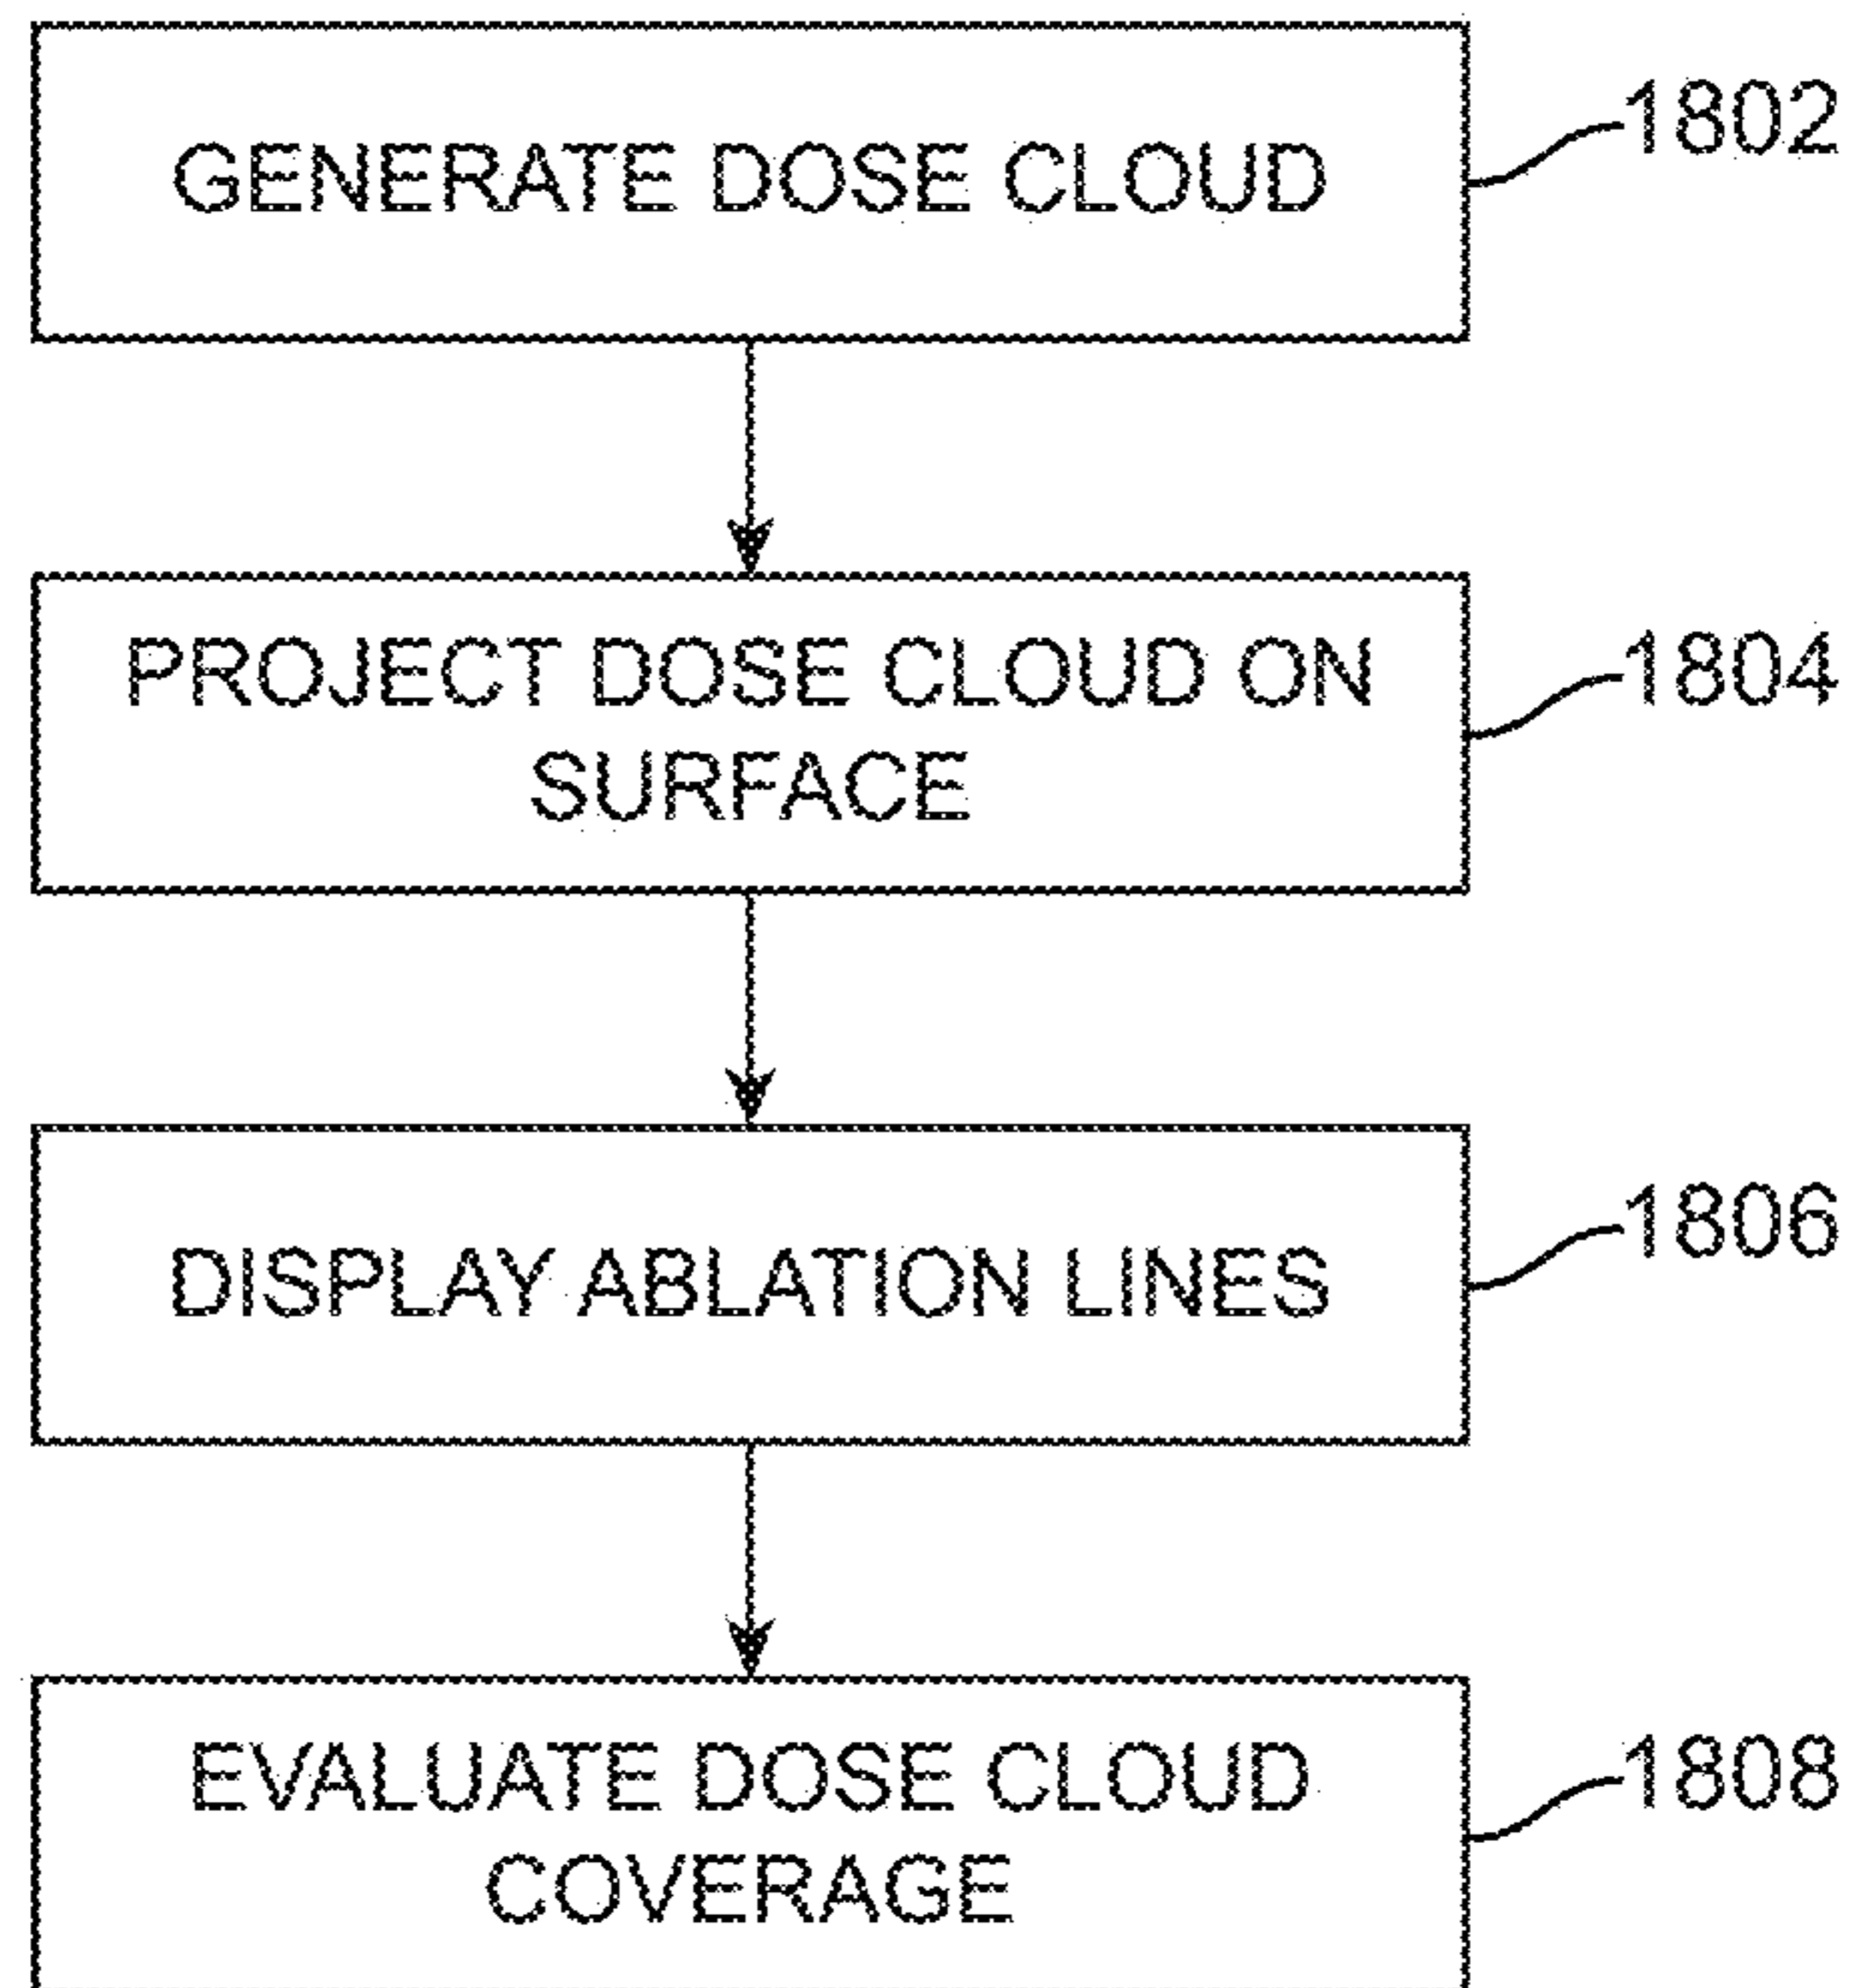 GENERATE DOSE CLOUD
1802
PROJECT DOSE CLOUD ON
SURFACE
1804
DISPLAY ABLATION LINES
1806
EVALUATE DOSE CLOUD
COVERAGE
1808